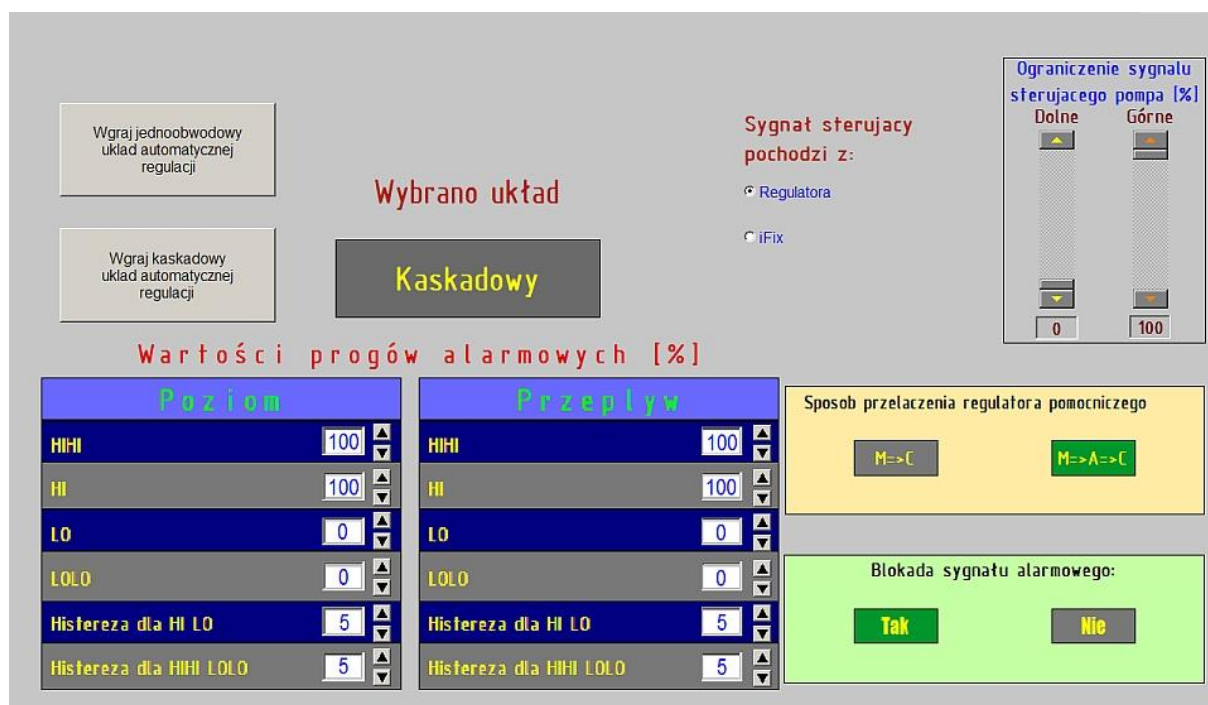 Wgraj jednoobwodowy
uklad automatycznej
regulacji
Wgraj kaskadowy
uklad automatycznej
regulacji
Wybrano układ
Kaskadowy
Sygnał sterujacy
pochodzi z:
Regulatora
iFix
Ograniczenie sygnalu
sterujacego pompa [%]
Dolne Górne
0 100
Wartości progów alarmowych [%]
Poziom
HIHI 100
HI 100
LO 0
LOLO 0
Histereza dla HI LO 5
Histereza dla HIHI LOLO 5
Przeplyw
HIHI 100
HI 100
LO 0
LOLO 0
Histereza dla HI LO 5
Histereza dla HIHI LOLO 5
Sposob przelaczenia regulatora pomocniczego
M=>C M=>A=>C
Blokada sygnału alarmowego:
Tak Nie